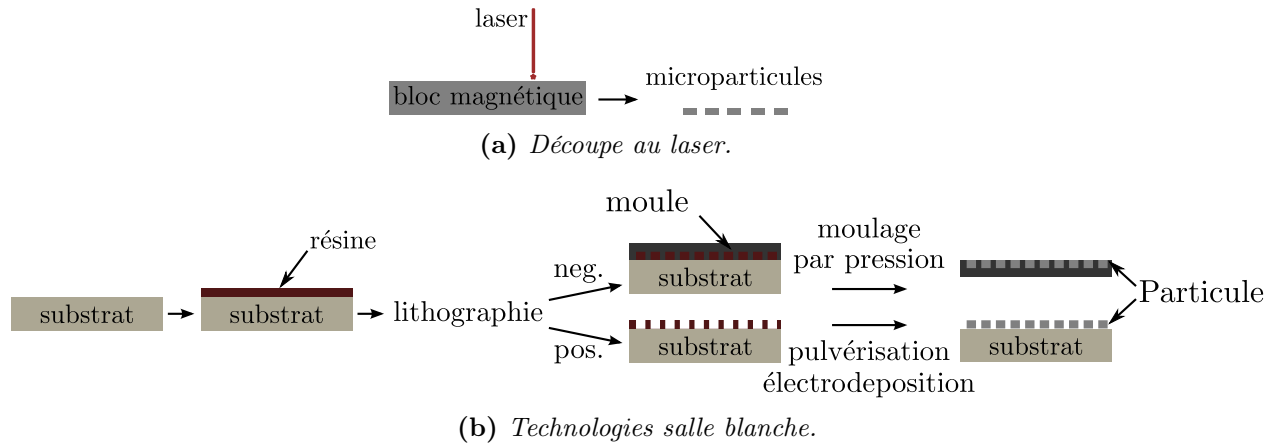 laser
bloc magnétique
microparticules
(a) Découpe au laser.
moule
résine
moulage
par pression
neg.
substrat
Particule
substrat
substrat
lithographie
pos.
substrat
pulvérisation
substrat
électrodeposition
(b) Technologies salle blanche.